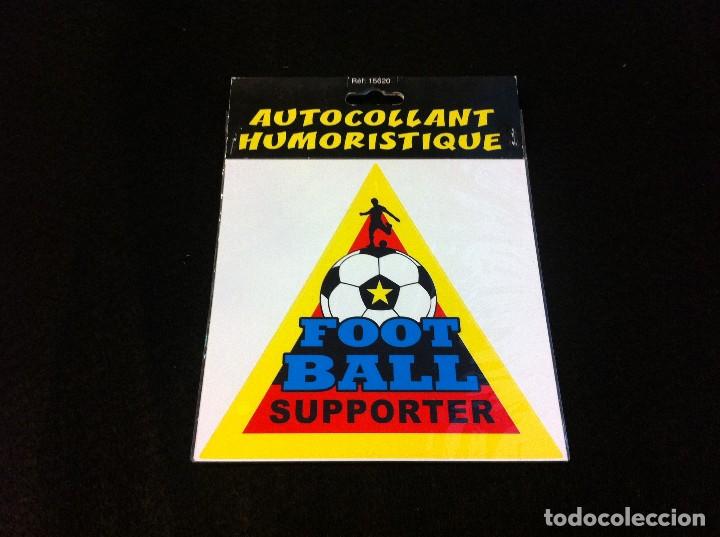 Réf: 15620
AUTOCOLLANT
HUMORISTIQUE
FOOT
BALL
SUPPORTER
todocoleccion